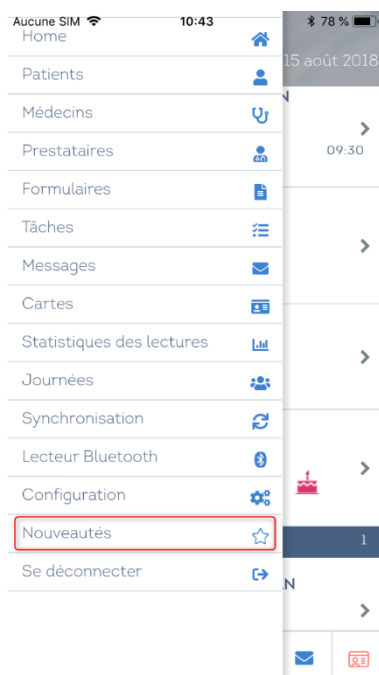 Aucune SIM 10:43 78 %
Home
15 août 2018
Patients
N
Médecins
Prestataires
09:30
Formulaires
Tâches
Messages
Cartes
Statistiques des lectures
Journées
Synchronisation
Lecteur Bluetooth
Configuration
Nouveautés
1
Se déconnecter
N